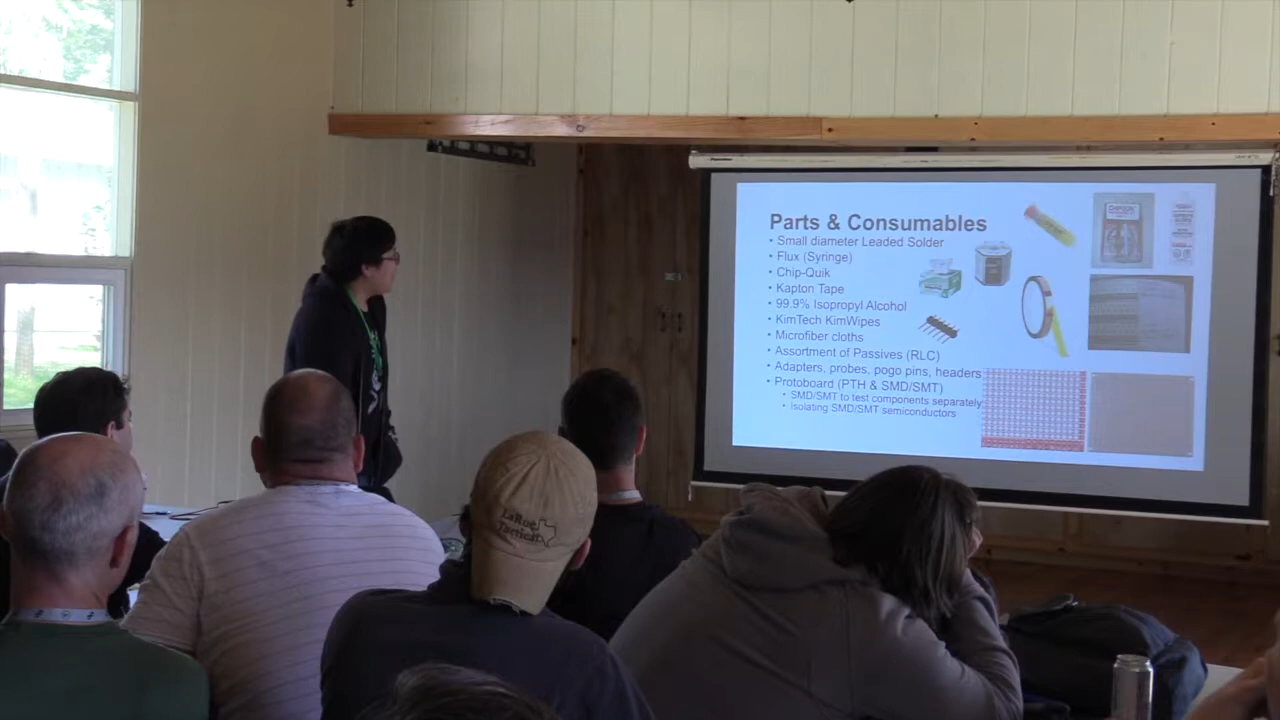 Parts & Consumables
• Small diameter Leaded Solder
• Flux (Syringe)
• Chip-Quik
• Kapton Tape
• 99.9% Isopropyl Alcohol
• KimTech KimWipes
• Microfiber cloths
• Assortment of Passives (RLC)
• Adapters, probes, pogo pins, headers
• Protoboard (PTH & SMD/SMT)
• SMD/SMT to test components separately
• Isolating SMD/SMT semiconductors
LaRue
Tactical